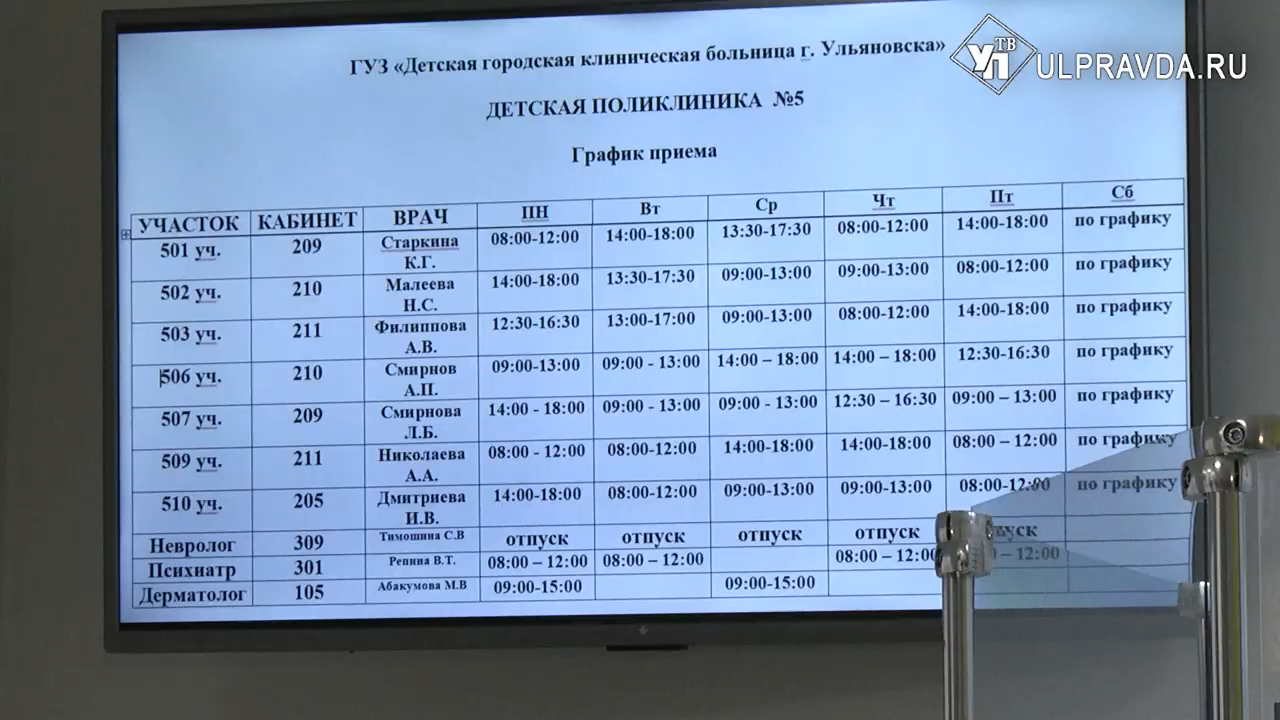 ТВ
УП ULPRAVDA.RU
ГУЗ «Детская городская клиническая больница г. Ульяновска»
ДЕТСКАЯ ПОЛИКЛИНИКА №5
График приема
УЧАСТОК КАБИНЕТ ВРАЧ ПН Вт Ср Чт Пт Сб
501 уч. 209 Старкина К.Г. 08:00-12:00 14:00-18:00 13:30-17:30 08:00-12:00 14:00-18:00 по графику
502 уч. 210 Малеева Н.С. 14:00-18:00 13:30-17:30 09:00-13:00 09:00-13:00 08:00-12:00 по графику
503 уч. 211 Филиппова А.В. 12:30-16:30 13:00-17:00 09:00-13:00 08:00-12:00 14:00-18:00 по графику
506 уч. 210 Смирнов А.П. 09:00-13:00 09:00 - 13:00 14:00 – 18:00 14:00 – 18:00 12:30-16:30 по графику
507 уч. 209 Смирнова Л.Б. 14:00 - 18:00 09:00 - 13:00 09:00 - 13:00 12:30 – 16:30 09:00 – 13:00 по графику
509 уч. 211 Николаева А.А. 08:00 - 12:00 08:00-12:00 14:00-18:00 14:00-18:00 08:00 – 12:00 по графику
510 уч. 205 Дмитриева И.В. 14:00-18:00 08:00-12:00 09:00-13:00 09:00-13:00 08:00-12:00 по графику
Невролог 309 Тимошина С.В отпуск отпуск отпуск отпуск отпуск
Психиатр 301 Репина В.Т. 08:00 – 12:00 08:00 – 12:00 08:00 – 12:00 – 12:00
Дерматолог 105 Абакумова М.В 09:00-15:00 09:00-15:00